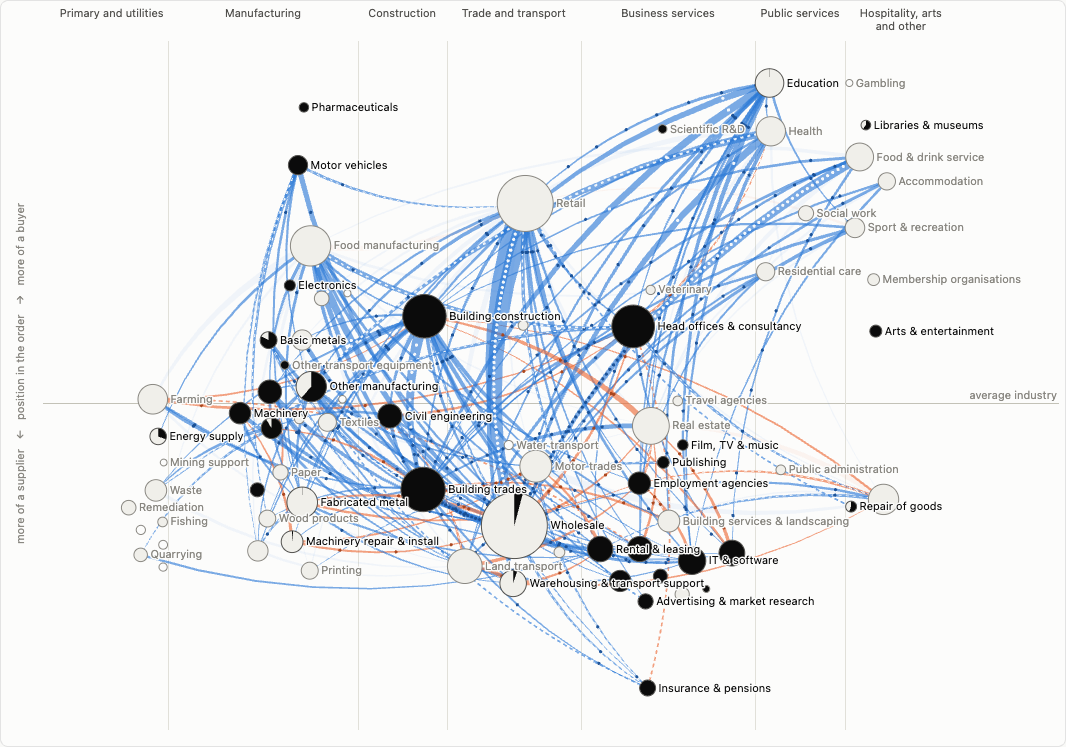 Primary and utilities
Manufacturing
Construction
Trade and transport
Business services
Public services
Hospitality, arts
and other
more of a supplier ← position in the order → more of a buyer
Education
Gambling
Pharmaceuticals
Scientific R&D
Libraries & museums
Health
Food & drink service
Motor vehicles
Accommodation
Retail
Social work
Sport & recreation
Food manufacturing
Residential care
Membership organisations
Electronics
Veterinary
Building construction
Head offices & consultancy
Arts & entertainment
Basic metals
Other transport equipment
Other manufacturing
average industry
Farming
Travel agencies
Machinery
Civil engineering
Textiles
Real estate
Energy supply
Water transport
Film, TV & music
Mining support
Motor trades
Publishing
Public administration
Paper
Employment agencies
Waste
Building trades
Fabricated metal
Remediation
Repair of goods
Fishing
Wood products
Wholesale
Building services & landscaping
Machinery repair & install
Quarrying
Rental & leasing
IT & software
Printing
Land transport
Warehousing & transport support
Advertising & market research
Insurance & pensions